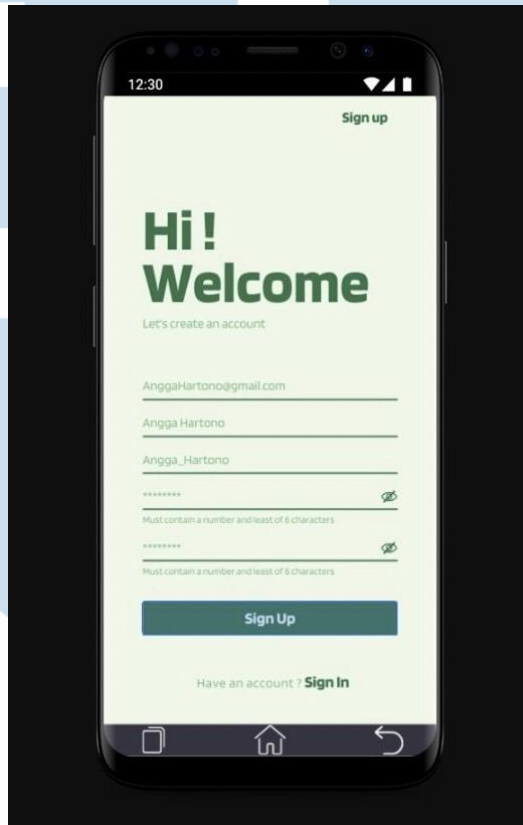 12:30
Sign up
Hi !
Welcome
Let's create an account
AnggaHartono@gmail.com
Angga Hartono
Angga_Hartono
********
Must contain a number and least of 6 characters
********
Must contain a number and least of 6 characters
Sign Up
Have an account ? Sign In